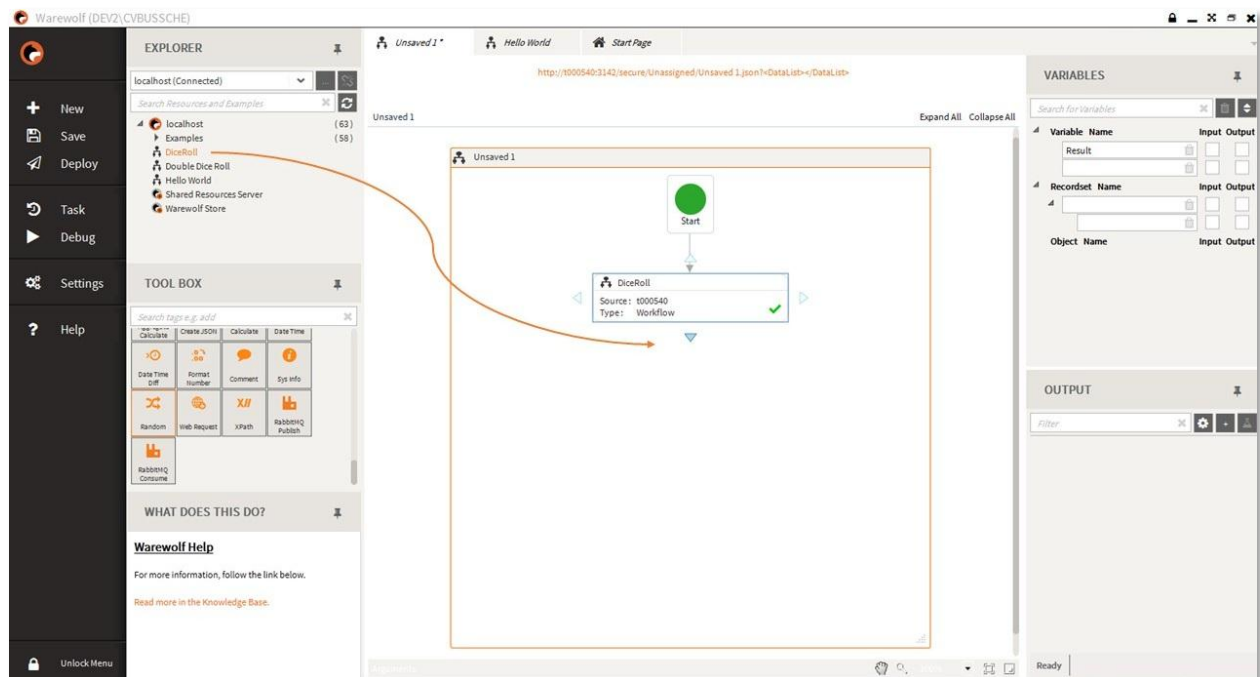 Warewolf (DEV2\CVBUSSCHE)
New
Save
Deploy
Task
Debug
Settings
Help
Unlock Menu
EXPLORER
localhost (Connected)
...
Search Resources and Examples
localhost (63)
Examples (58)
DiceRoll
Double Dice Roll
Hello World
Shared Resources Server
Warewolf Store
TOOL BOX
Search tags e.g. add
Calculate Create JSON Calculate Date Time
Date Time Diff
Format Number
Comment
Sys Info
Random
Web Request
XPath
RabbitMQ Publish
RabbitMQ Consume
WHAT DOES THIS DO?
Warewolf Help
For more information, follow the link below.
Read more in the Knowledge Base.
Unsaved 1 *
Hello World
Start Page
http://t000540:3142/secure/Unassigned/Unsaved 1.json?<DataList></DataList>
Unsaved 1
Expand All Collapse All
Unsaved 1
Start
DiceRoll
Source: t000540
Type: Workflow
VARIABLES
Search for Variables
Variable Name Input Output
Result
Recordset Name Input Output
Object Name Input Output
OUTPUT
Filter
Ready